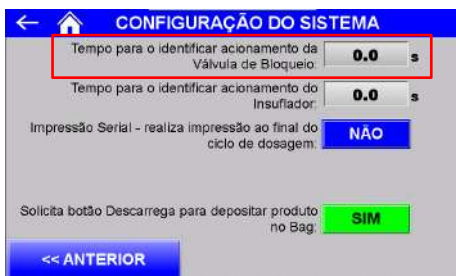 CONFIGURAÇÃO DO SISTEMA
Tempo para o identificar acionamento da
Válvula de Bloqueio: 0.0 s
Tempo para o identificar acionamento do
Insuflador: 0.0 s
Impressão Serial - realiza impressão ao final do
ciclo de dosagem: NÃO
Solicita botão Descarrega para depositar produto
no Bag: SIM
<< ANTERIOR